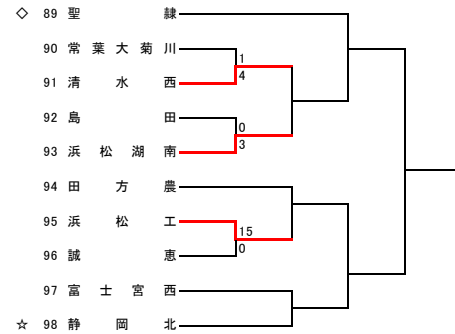 ◇ 89 聖隷
90 常葉大菊川
1
91 清水西
4
92 島田
0
93 浜松湖南
3
94 田方農
95 浜松工
15
96 誠恵
0
97 富士宮西
☆ 98 静岡北